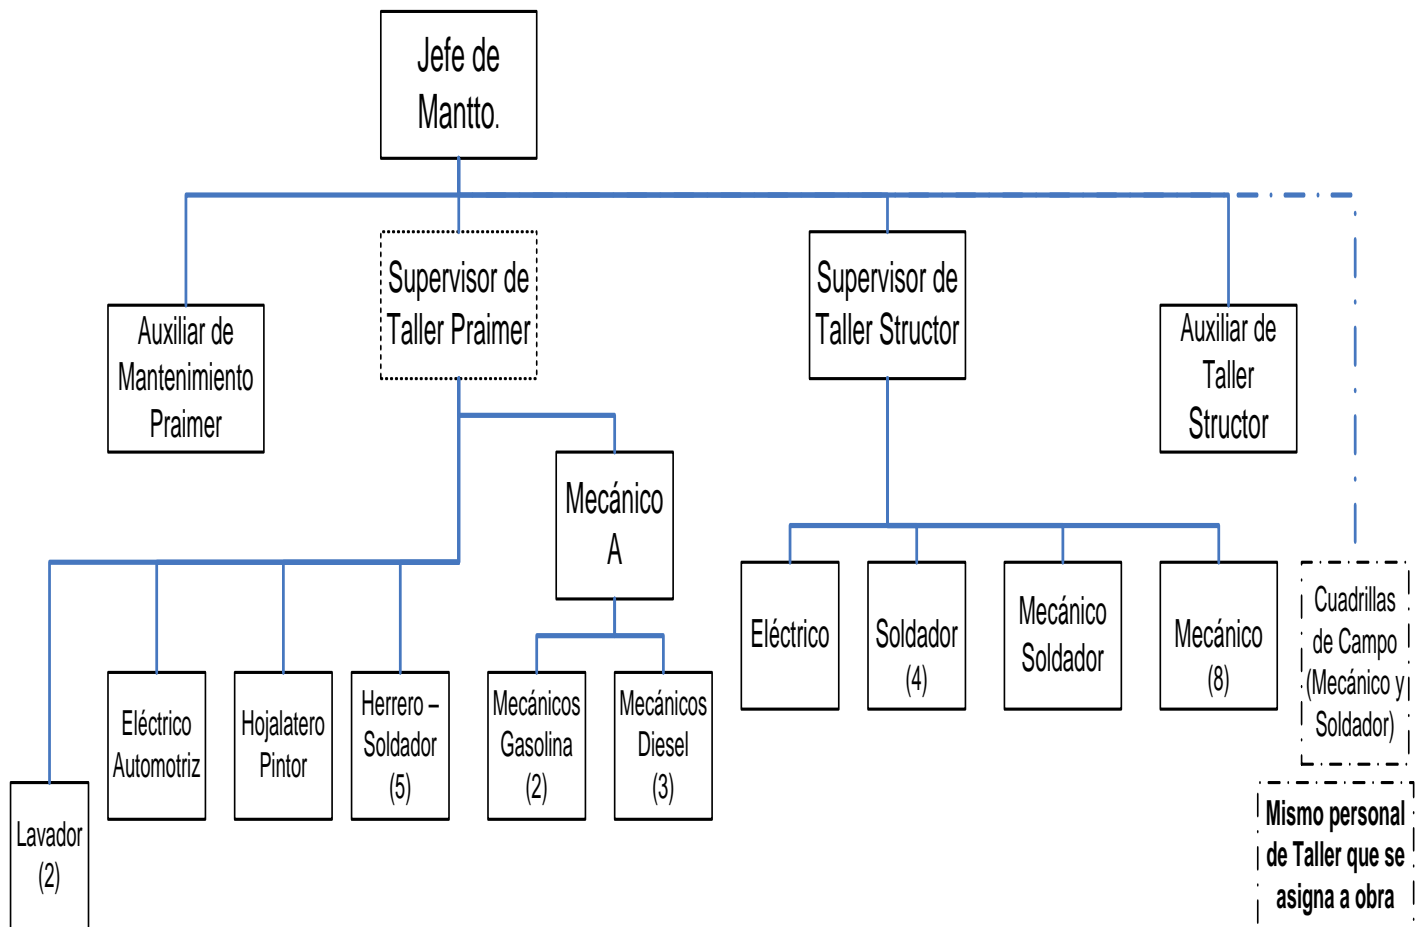 Jefe de
Mantto.
Supervisor de
Taller Praimer
Supervisor de
Taller Structor
Auxiliar de
Mantenimiento
Praimer
Auxiliar de
Taller
Structor
Mecánico
A
Eléctrico
Soldador
(4)
Mecánico
Soldador
Mecánico
(8)
Cuadrillas
de Campo
(Mecánico y
Soldador)
Eléctrico
Automotriz
Hojalatero
Pintor
Herrero –
Soldador
(5)
Mecánicos
Gasolina
(2)
Mecánicos
Diesel
(3)
Lavador
(2)
Mismo personal
de Taller que se
asigna a obra